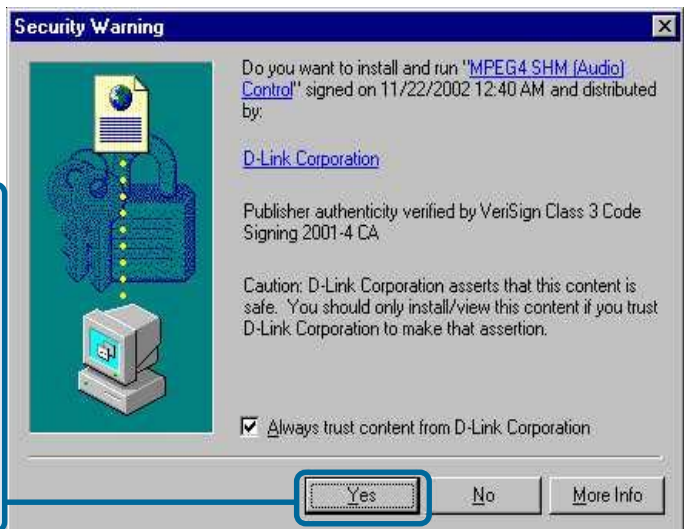 Security Warning
Do you want to install and run "MPEG4 SHM (Audio)
Control" signed on 11/22/2002 12:40 AM and distributed
by:
D-Link Corporation
Publisher authenticity verified by VeriSign Class 3 Code
Signing 2001-4 CA
Caution: D-Link Corporation asserts that this content is
safe. You should only install/view this content if you trust
D-Link Corporation to make that assertion.
Always trust content from D-Link Corporation
Yes No More Info